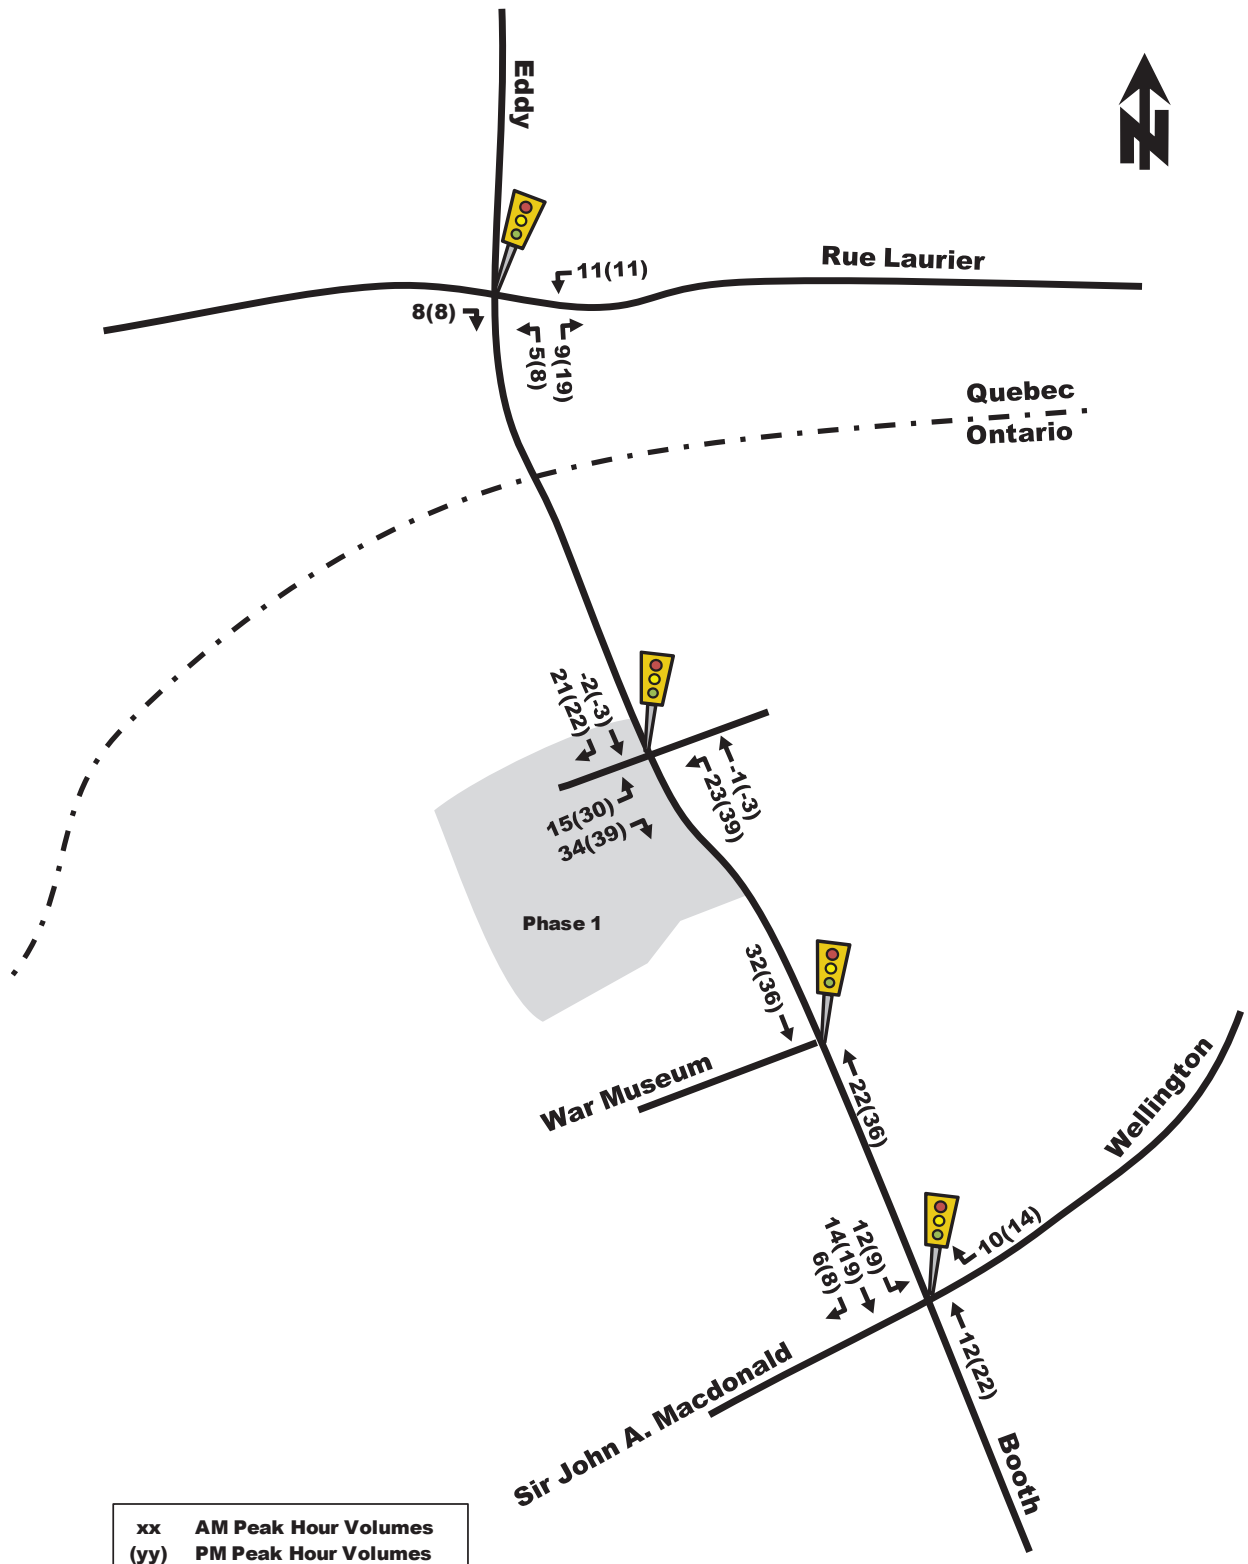 Eddy
N
Rue Laurier
11(11)
8(8)
5(8)
9(19)
Quebec
Ontario
-2(-3)
21(22)
-1(-3)
23(39)
15(30)
34(39)
Phase 1
32(36)
War Museum
22(36)
Wellington
10(14)
12(9)
14(19)
6(8)
12(22)
Sir John A. Macdonald
Booth
xx AM Peak Hour Volumes
(yy) PM Peak Hour Volumes